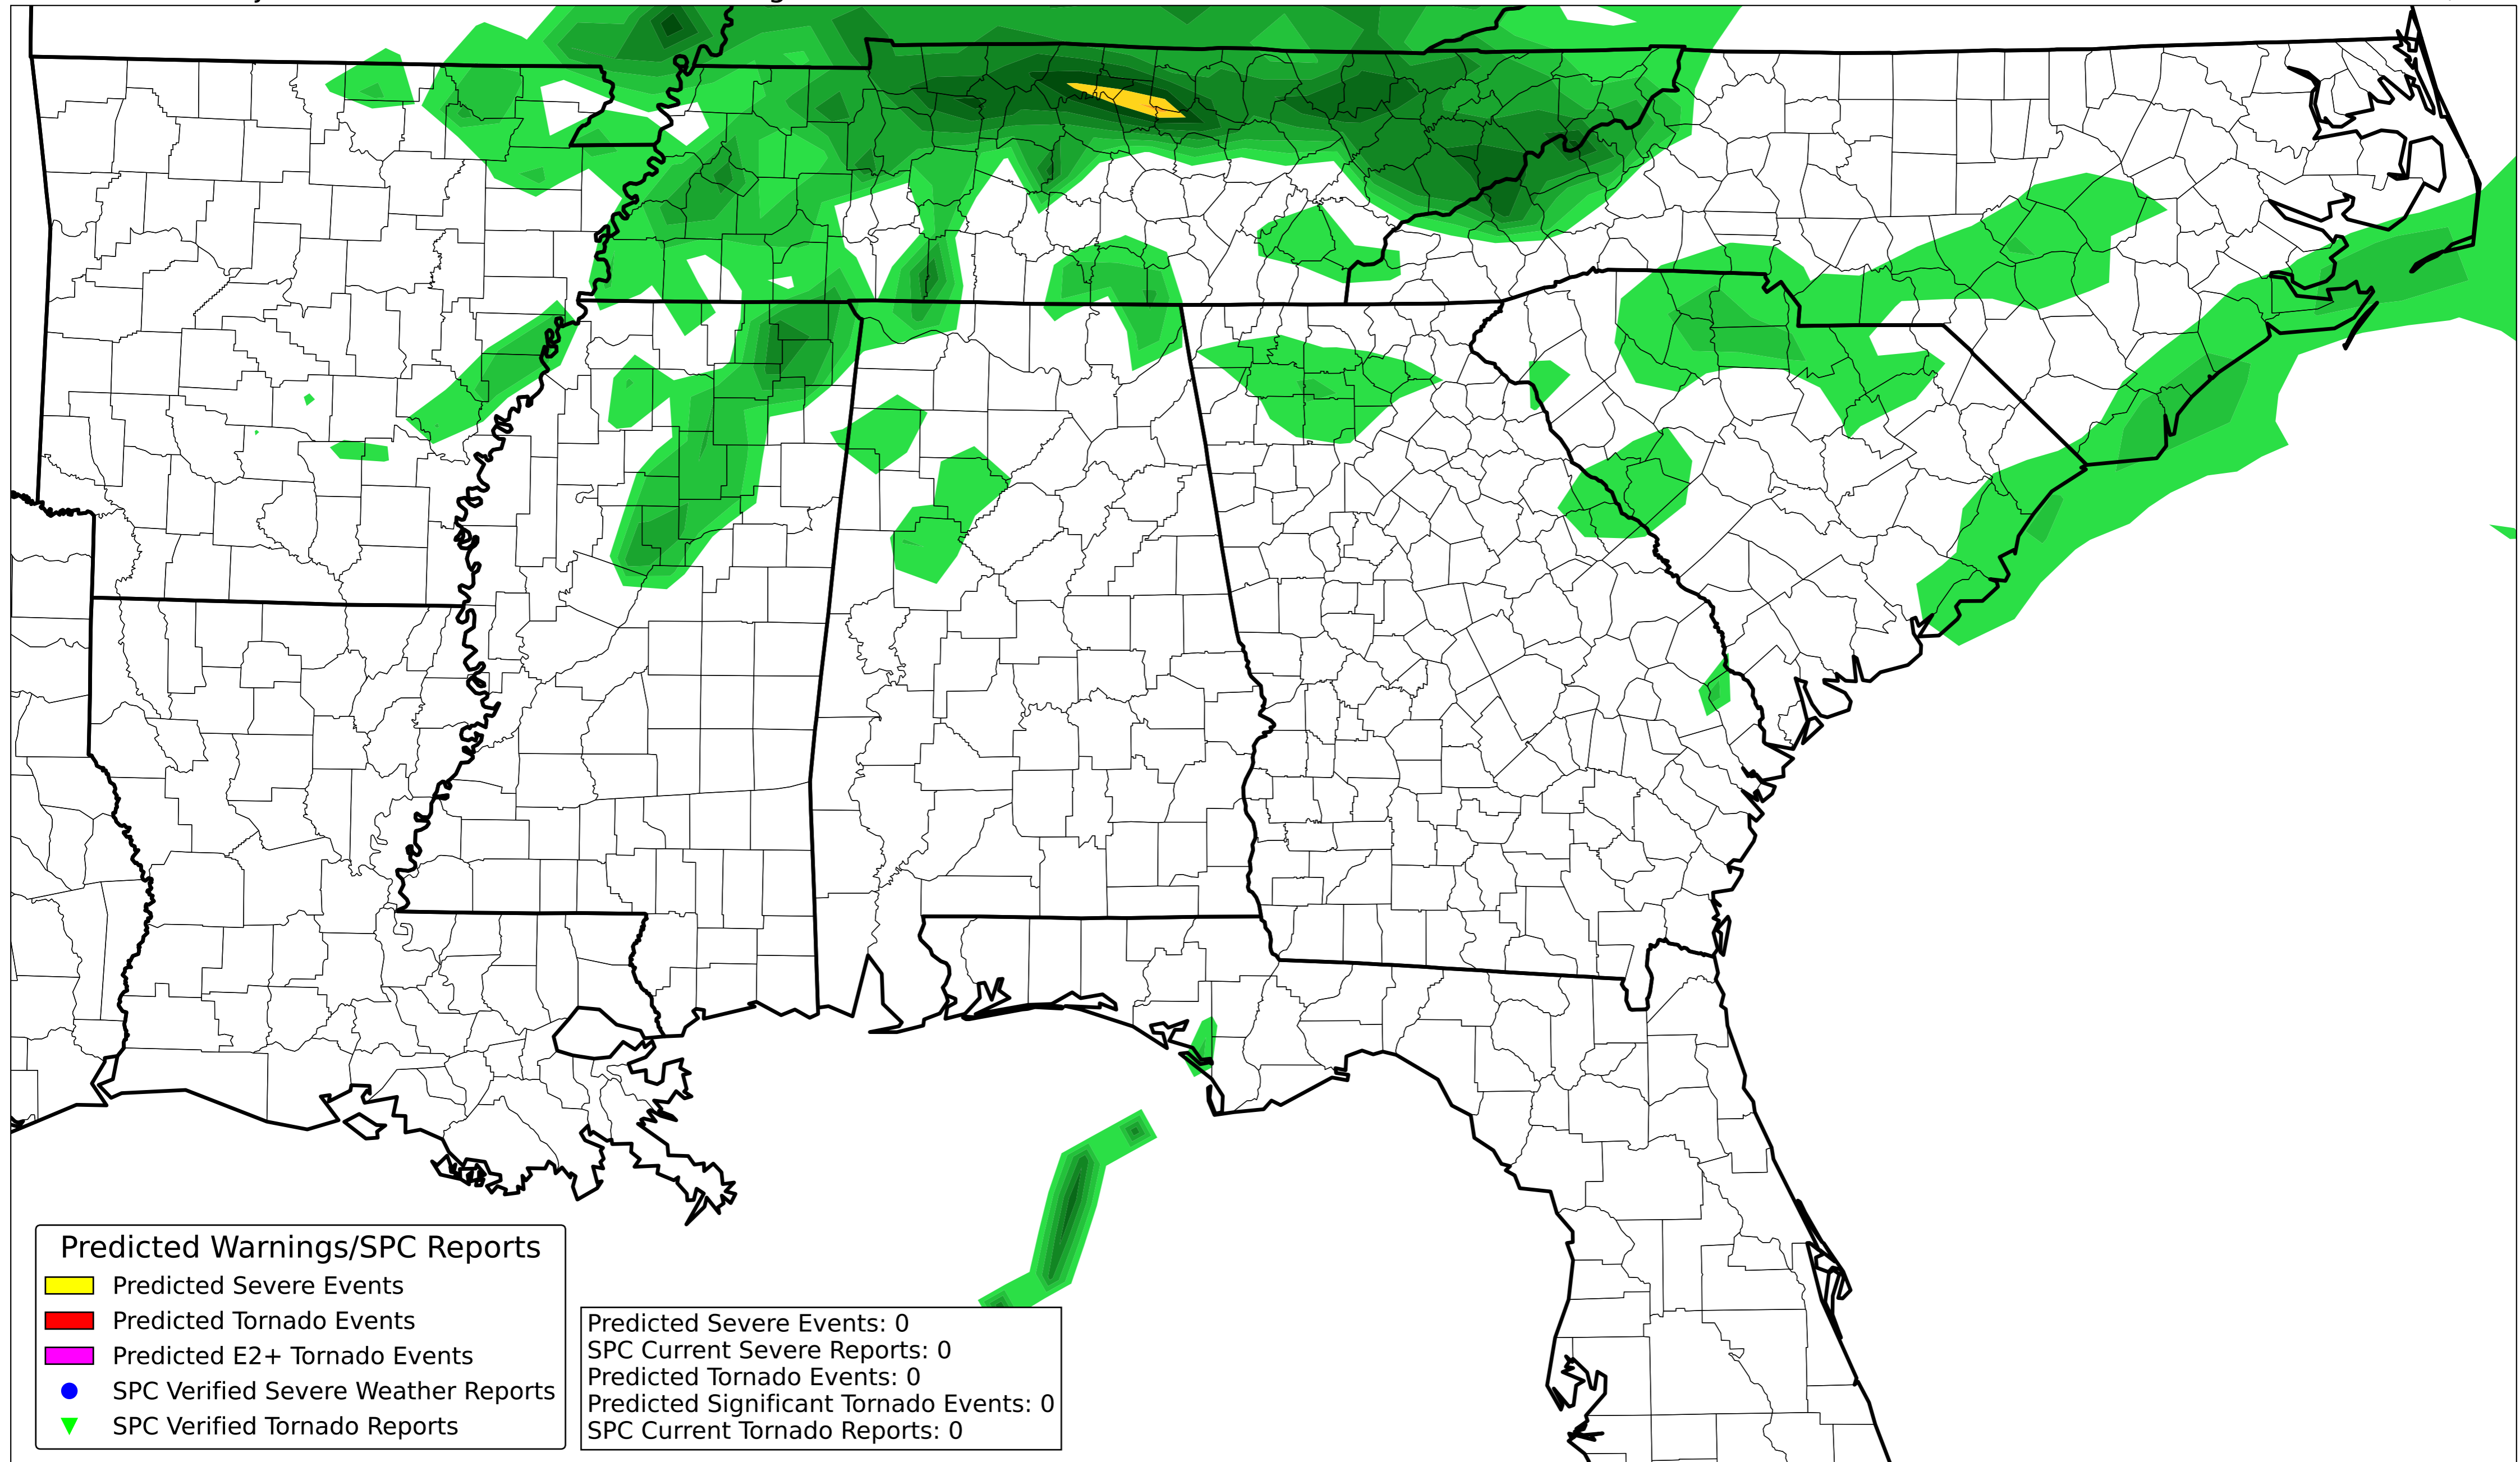 Predicted Warnings/SPC Reports
Predicted Severe Events
Predicted Tornado Events
Predicted E2+ Tornado Events
SPC Verified Severe Weather Reports
SPC Verified Tornado Reports
Predicted Severe Events: 0
SPC Current Severe Reports: 0
Predicted Tornado Events: 0
Predicted Significant Tornado Events: 0
SPC Current Tornado Reports: 0